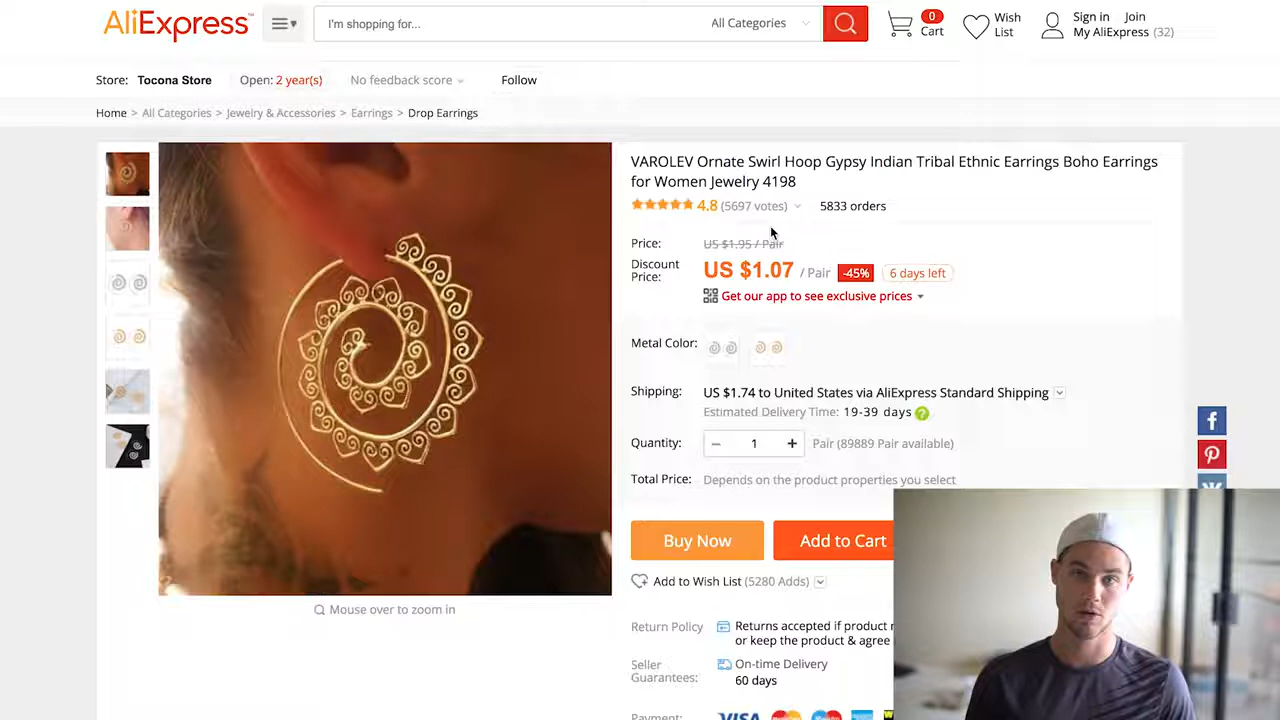 AliExpress™
I'm shopping for...
All Categories
0
Cart
Wish
List
Sign in Join
My AliExpress (32)
Store: Tocona Store Open: 2 year(s) No feedback score Follow
Home > All Categories > Jewelry & Accessories > Earrings > Drop Earrings
VAROLEV Ornate Swirl Hoop Gypsy Indian Tribal Ethnic Earrings Boho Earrings
for Women Jewelry 4198
4.8 (5697 votes) 5833 orders
Price: US $1.95 / Pair
Discount
Price:
US $1.07 / Pair -45% 6 days left
Get our app to see exclusive prices
Metal Color:
Shipping: US $1.74 to United States via AliExpress Standard Shipping
Estimated Delivery Time: 19-39 days ?
Quantity: − 1 + Pair (89889 Pair available)
Total Price: Depends on the product properties you select
Buy Now Add to Cart
Add to Wish List (5280 Adds)
Mouse over to zoom in
Return Policy Returns accepted if product
or keep the product & agree
Seller
Guarantees:
On-time Delivery
60 days
Payment: VISA